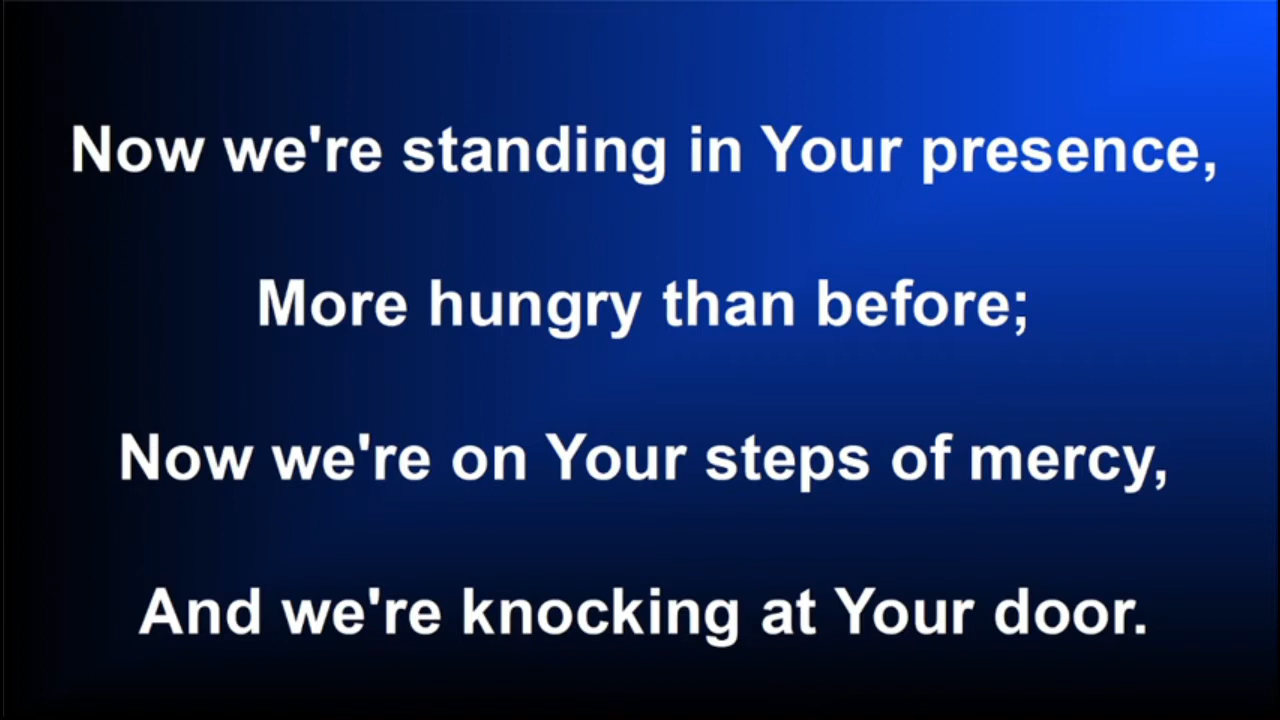 Now we're standing in Your presence,
More hungry than before;
Now we're on Your steps of mercy,
And we're knocking at Your door.